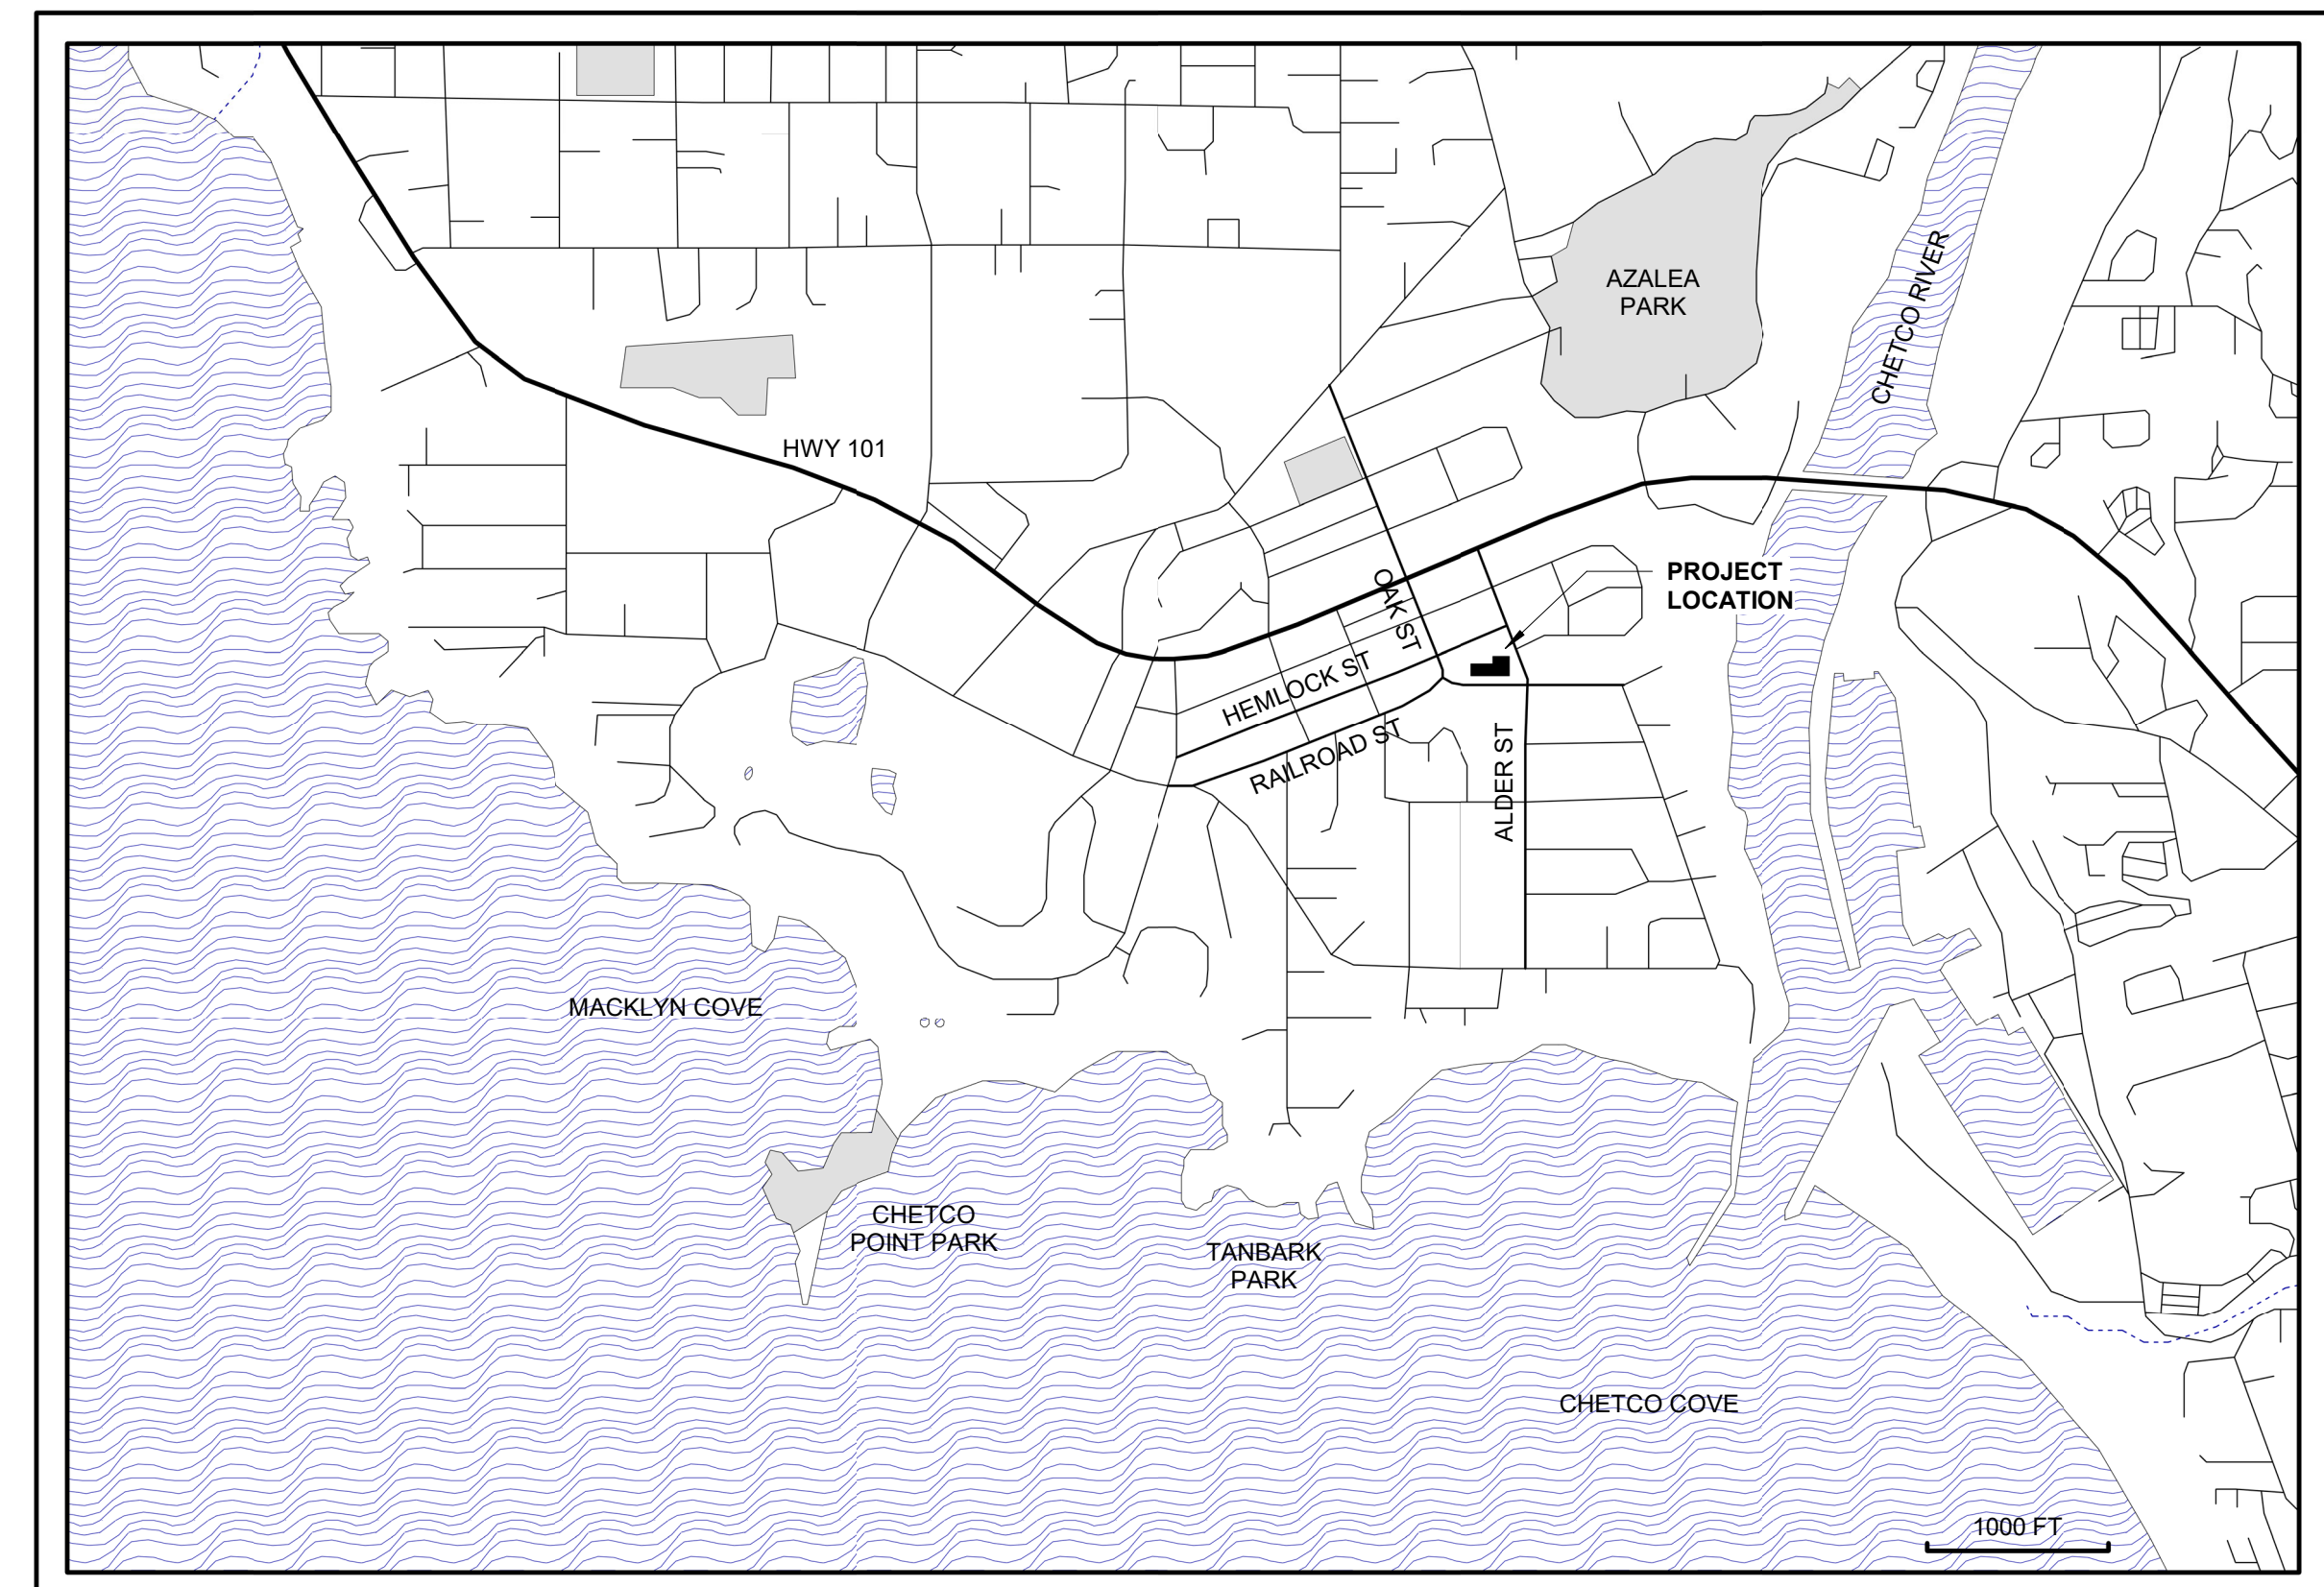 AZALEA
PARK
CHETCO RIVER
HWY 101
PROJECT
LOCATION
OAK ST
HEMLOCK ST
RAILROAD ST
ALDER ST
MACKLYN COVE
CHETCO
POINT PARK
TANBARK
PARK
CHETCO COVE
1000 FT